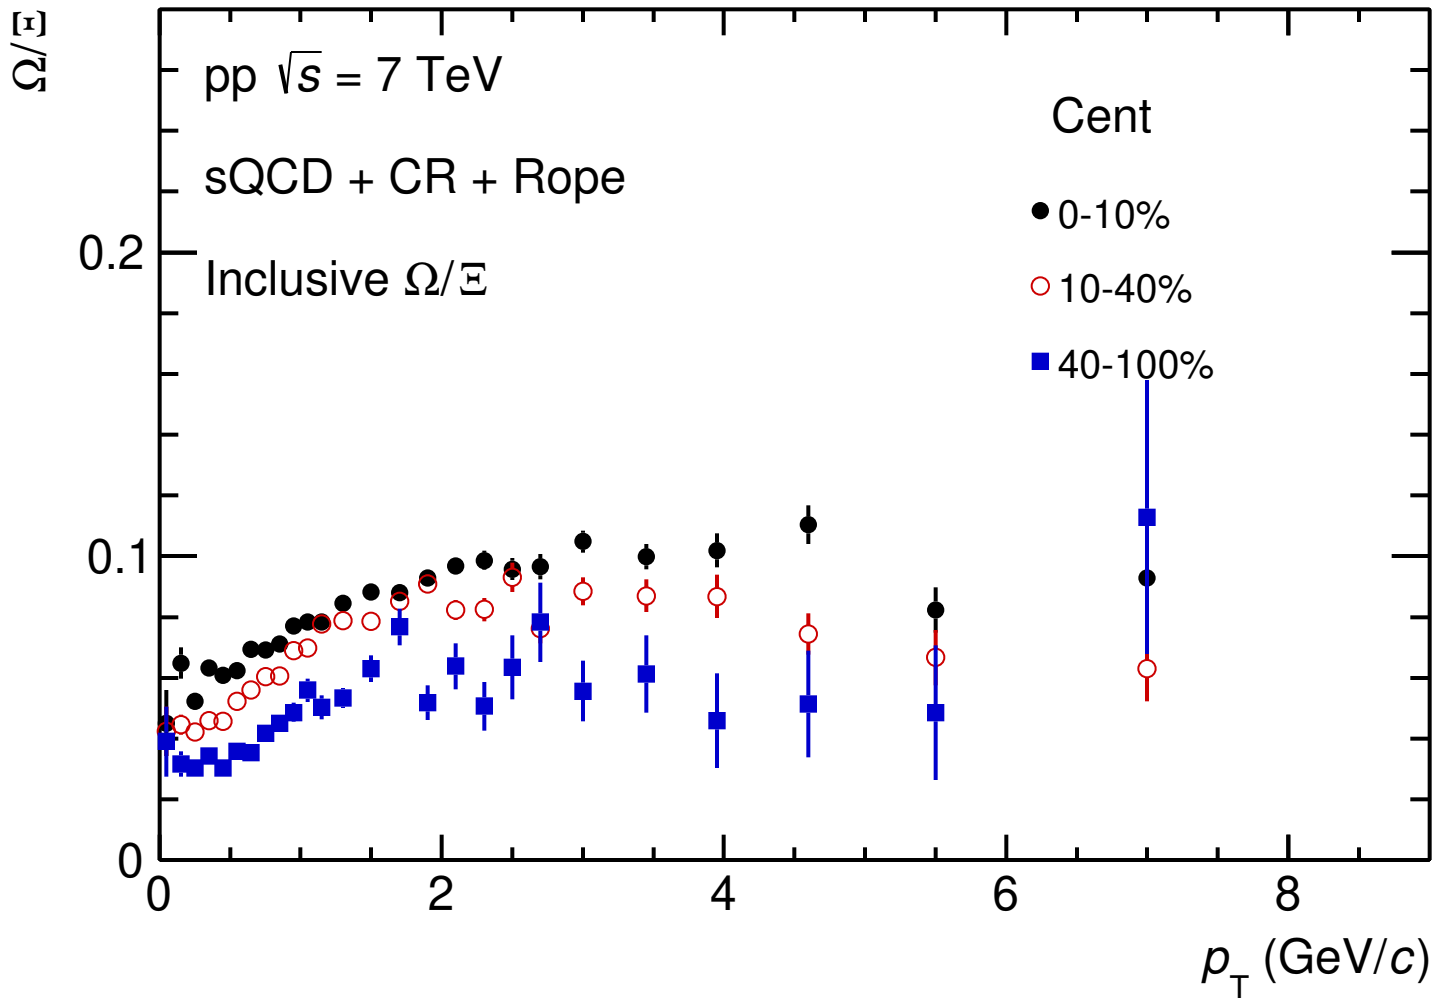 Ω/Ξ
pp √s = 7 TeV
sQCD + CR + Rope
Inclusive Ω/Ξ
Cent
0-10%
10-40%
40-100%
0.2
0.1
0
0 2 4 6 8
p_T (GeV/c)